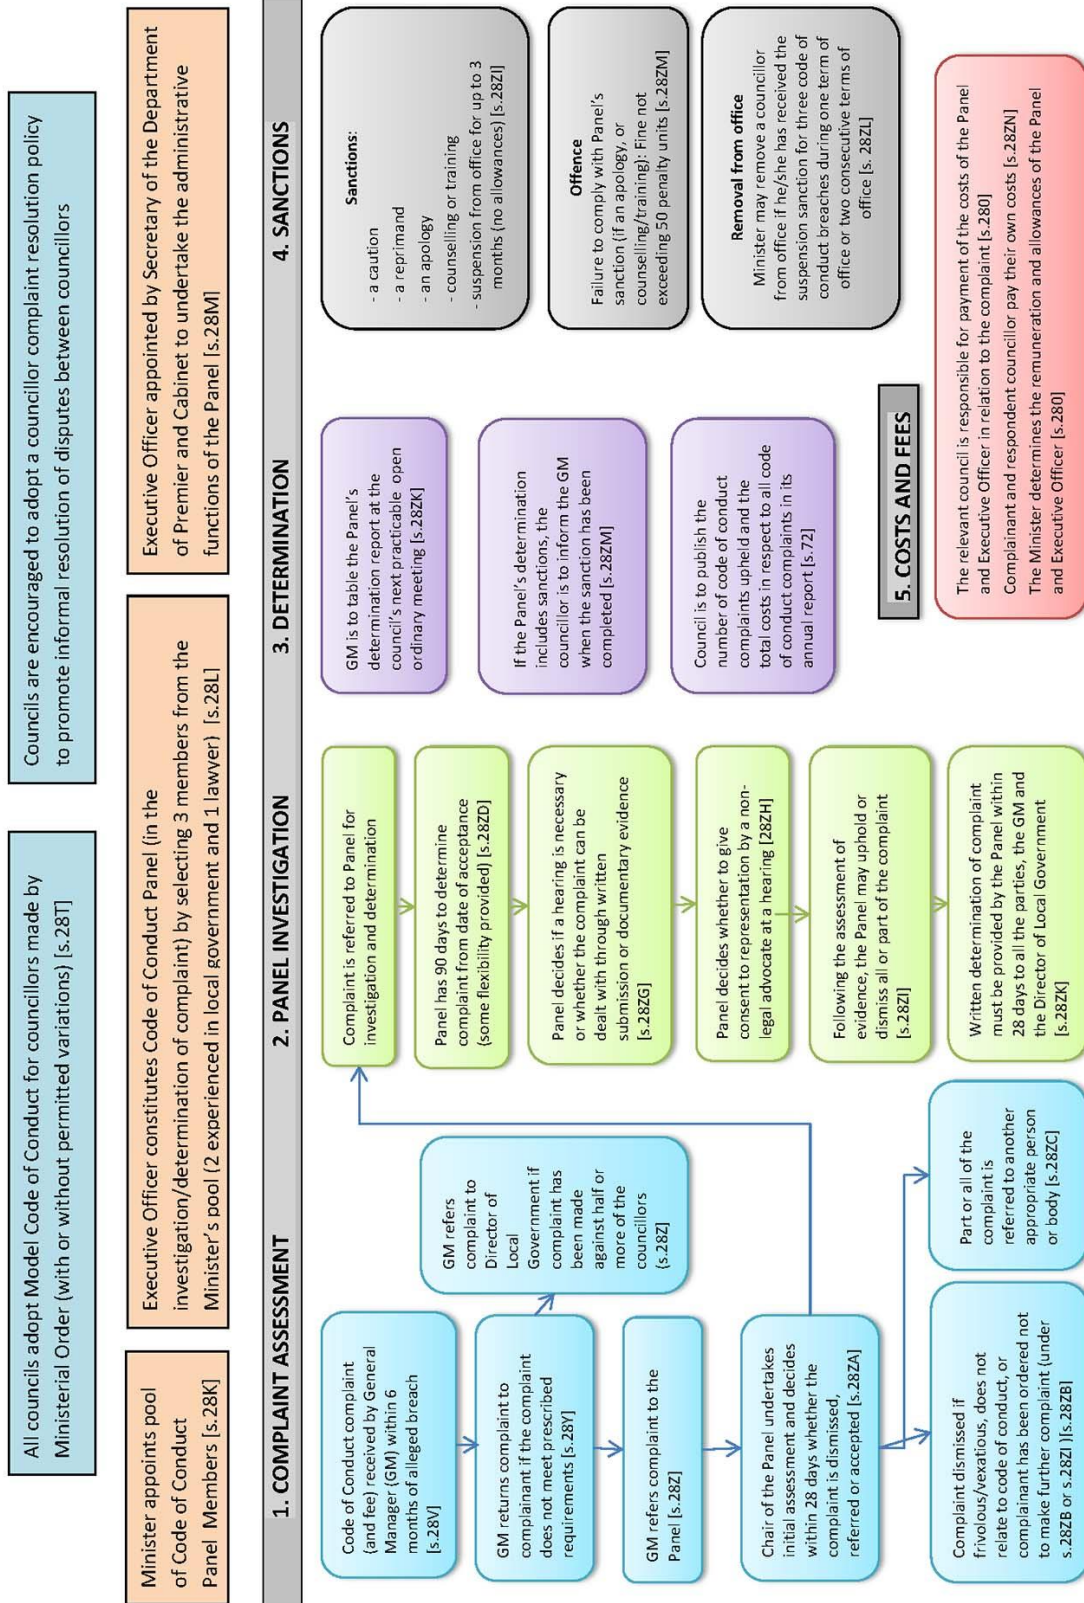 All councils adopt Model Code of Conduct for councillors made by
Ministerial Order (with or without permitted variations) [s.28T]
Councils are encouraged to adopt a councillor complaint resolution policy
to promote informal resolution of disputes between councillors
Minister appoints pool
of Code of Conduct
Panel Members [s.28K]
Executive Officer constitutes Code of Conduct Panel (in the
investigation/determination of complaint) by selecting 3 members from the
Minister's pool (2 experienced in local government and 1 lawyer) [s.28L]
Executive Officer appointed by Secretary of the Department
of Premier and Cabinet to undertake the administrative
functions of the Panel [s.28M]
1. COMPLAINT ASSESSMENT
2. PANEL INVESTIGATION
3. DETERMINATION
4. SANCTIONS
Code of Conduct complaint
(and fee) received by General
Manager (GM) within 6
months of alleged breach
[s.28V]
GM returns complaint to
complainant if the complaint
does not meet prescribed
requirements [s.28Y]
GM refers complaint to
Director of
Local
Government if
complaint has
been made
against half or
more of the
councillors
(s.28Z]
GM refers complaint to the
Panel [s.28Z]
Chair of the Panel undertakes
initial assessment and decides
within 28 days whether the
complaint is dismissed,
referred or accepted [s.28ZA]
Complaint dismissed if
frivolous/vexatious, does not
relate to code of conduct, or
complainant has been ordered not
to make further complaint (under
s.28ZB or s.28ZI )[s.28ZB]
Part or all of the
complaint is
referred to another
appropriate person
or body [s.28ZC]
Complaint is referred to Panel for
investigation and determination
Panel has 90 days to determine
complaint from date of acceptance
(some flexibility provided) [s.28ZD]
Panel decides if a hearing is necessary
or whether the complaint can be
dealt with through written
submission or documentary evidence
[s.28ZG]
Panel decides whether to give
consent to representation by a non-
legal advocate at a hearing [28ZH]
Following the assessment of
evidence, the Panel may uphold or
dismiss all or part of the complaint
[s.28ZI]
Written determination of complaint
must be provided by the Panel within
28 days to all the parties, the GM and
the Director of Local Government
[s.28ZK]
GM is to table the Panel's
determination report at the
council's next practicable open
ordinary meeting [s.28ZK]
If the Panel's determination
includes sanctions, the
councillor is to inform the GM
when the sanction has been
completed [s.28ZM]
Council is to publish the
number of code of conduct
complaints upheld and the
total costs in respect to all code
of conduct complaints in its
annual report [s.72]
Sanctions:
- a caution
- a reprimand
- an apology
- counselling or training
- suspension from office for up to 3
months (no allowances) [s.28ZI]
Offence
Failure to comply with Panel's
sanction (if an apology, or
counselling/training): Fine not
exceeding 50 penalty units [s.28ZM]
Removal from office
Minister may remove a councillor
from office if he/she has received the
suspension sanction for three code of
conduct breaches during one term of
office or two consecutive terms of
office [s. 28ZL]
5. COSTS AND FEES
The relevant council is responsible for payment of the costs of the Panel
and Executive Officer in relation to the complaint [s.280]
Complainant and respondent councillor pay their own costs [s.28ZN]
The Minister determines the remuneration and allowances of the Panel
and Executive Officer [s.280]